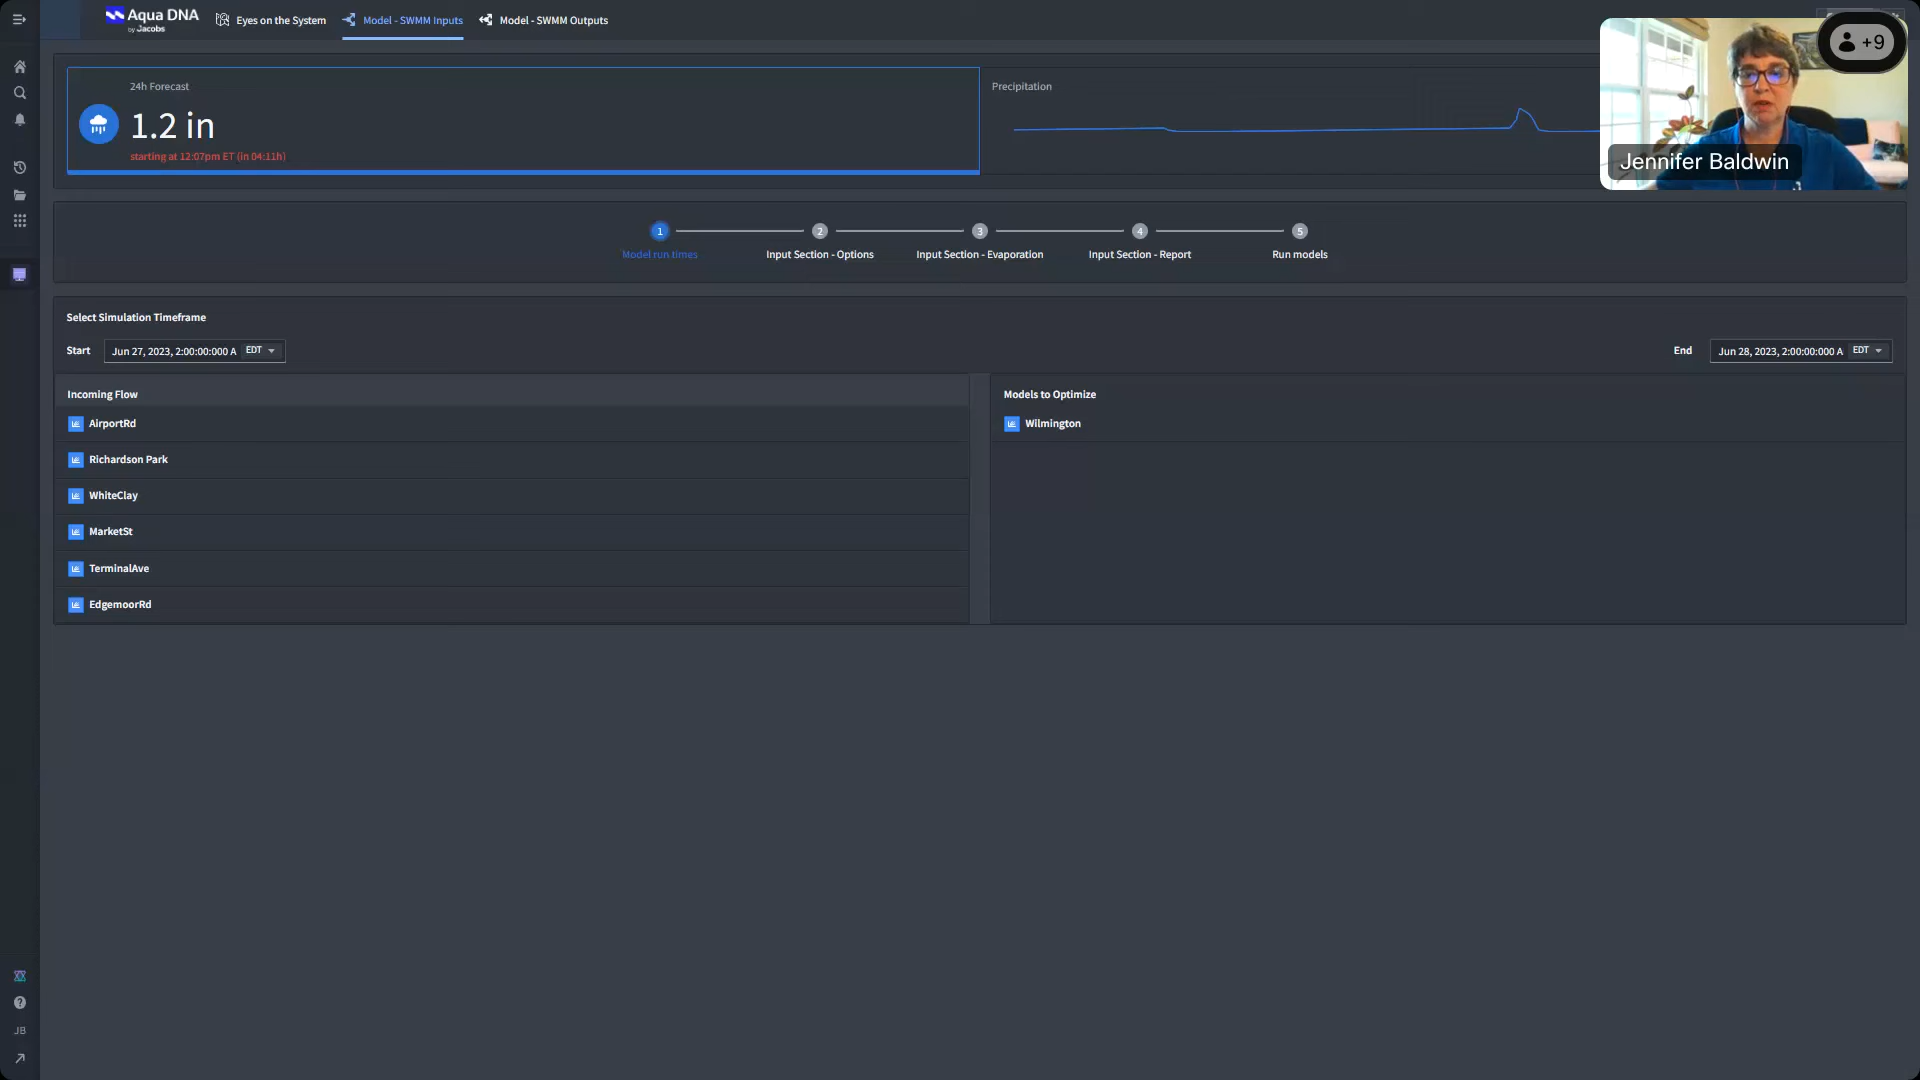 Aqua DNA
by Jacobs
Eyes on the System
Model - SWMM Inputs
Model - SWMM Outputs
+9
24h Forecast
1.2 in
starting at 12:07pm ET (in 04:11h)
Precipitation
Jennifer Baldwin
1
2
3
4
5
Model run times
Input Section - Options
Input Section - Evaporation
Input Section - Report
Run models
Select Simulation Timeframe
Start
Jun 27, 2023, 2:00:00:000 A
EDT
End
Jun 28, 2023, 2:00:00:000 A
EDT
Incoming Flow
AirportRd
Richardson Park
WhiteClay
MarketSt
TerminalAve
EdgemoorRd
Models to Optimize
Wilmington
JB